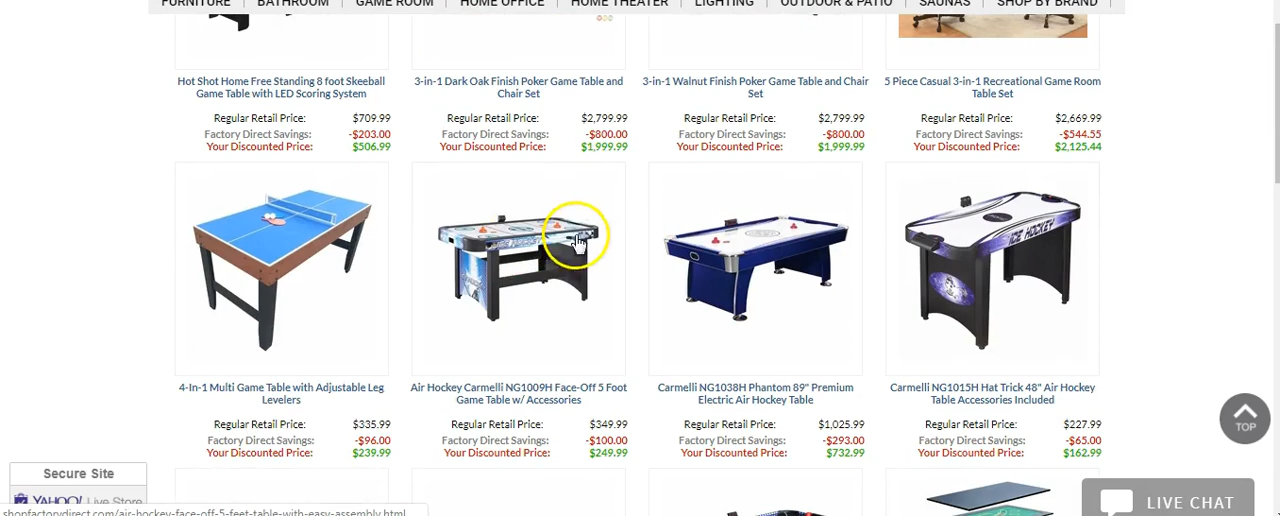 FURNITURE | BATHROOM | GAME ROOM | HOME OFFICE | HOME THEATER | LIGHTING | OUTDOOR & PATIO | SAUNAS | SHOP BY BRAND |
Hot Shot Home Free Standing 8 foot Skeeball
Game Table with LED Scoring System
Regular Retail Price: $709.99
Factory Direct Savings: -$203.00
Your Discounted Price: $506.99
3-in-1 Dark Oak Finish Poker Game Table and
Chair Set
Regular Retail Price: $2,799.99
Factory Direct Savings: -$800.00
Your Discounted Price: $1,999.99
3-in-1 Walnut Finish Poker Game Table and Chair
Set
Regular Retail Price: $2,799.99
Factory Direct Savings: -$800.00
Your Discounted Price: $1,999.99
5 Piece Casual 3-in-1 Recreational Game Room
Table Set
Regular Retail Price: $2,669.99
Factory Direct Savings: -$544.55
Your Discounted Price: $2,125.44
ICE HOCKEY
4-In-1 Multi Game Table with Adjustable Leg
Levelers
Regular Retail Price: $335.99
Factory Direct Savings: -$96.00
Your Discounted Price: $239.99
Air Hockey Carmelli NG1009H Face-Off 5 Foot
Game Table w/ Accessories
Regular Retail Price: $349.99
Factory Direct Savings: -$100.00
Your Discounted Price: $249.99
Carmelli NG1038H Phantom 89" Premium
Electric Air Hockey Table
Regular Retail Price: $1,025.99
Factory Direct Savings: -$293.00
Your Discounted Price: $732.99
Carmelli NG1015H Hat Trick 48" Air Hockey
Table Accessories Included
Regular Retail Price: $227.99
Factory Direct Savings: -$65.00
Your Discounted Price: $162.99
TOP
Secure Site
YAHOO! Live Store
LIVE CHAT
shopfactorydirect.com/air-hockey-face-off-5-feet-table-with-easy-assembly.html